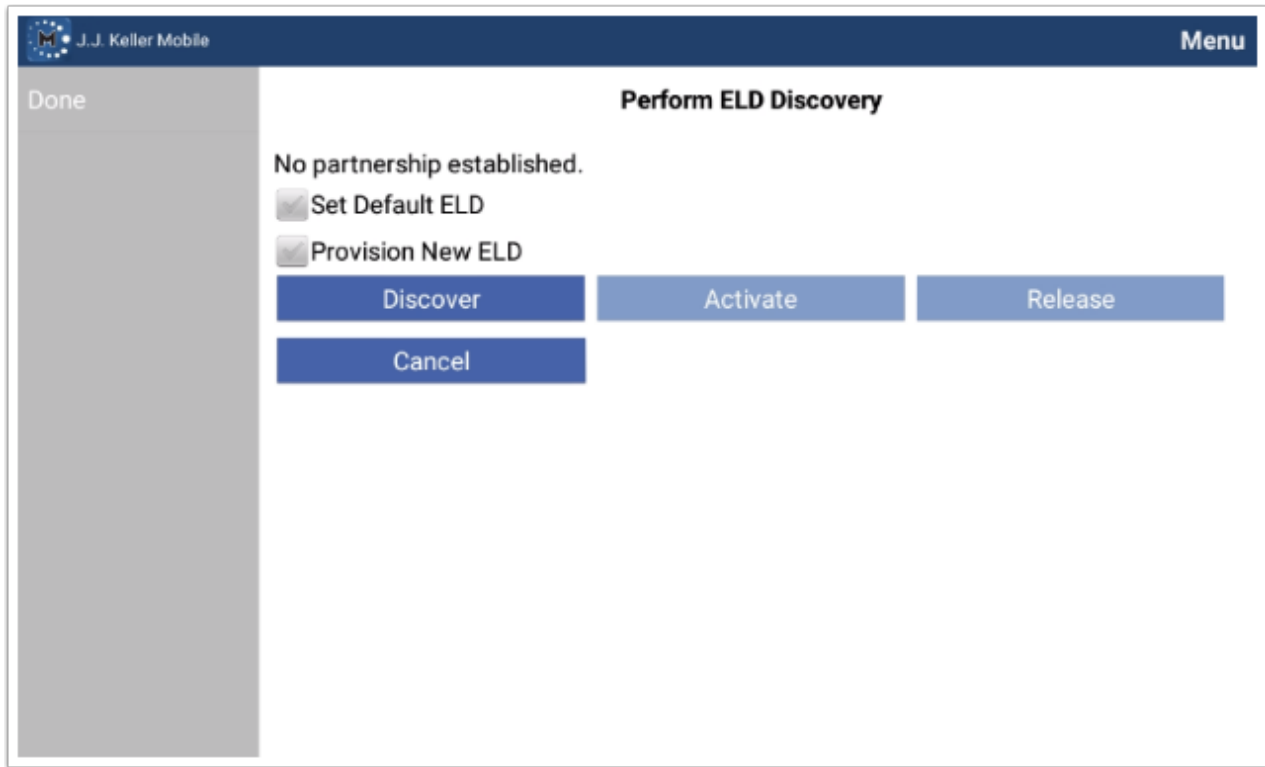 J.J. Keller Mobile
Menu
Done
Perform ELD Discovery
No partnership established.
Set Default ELD
Provision New ELD
Discover
Activate
Release
Cancel